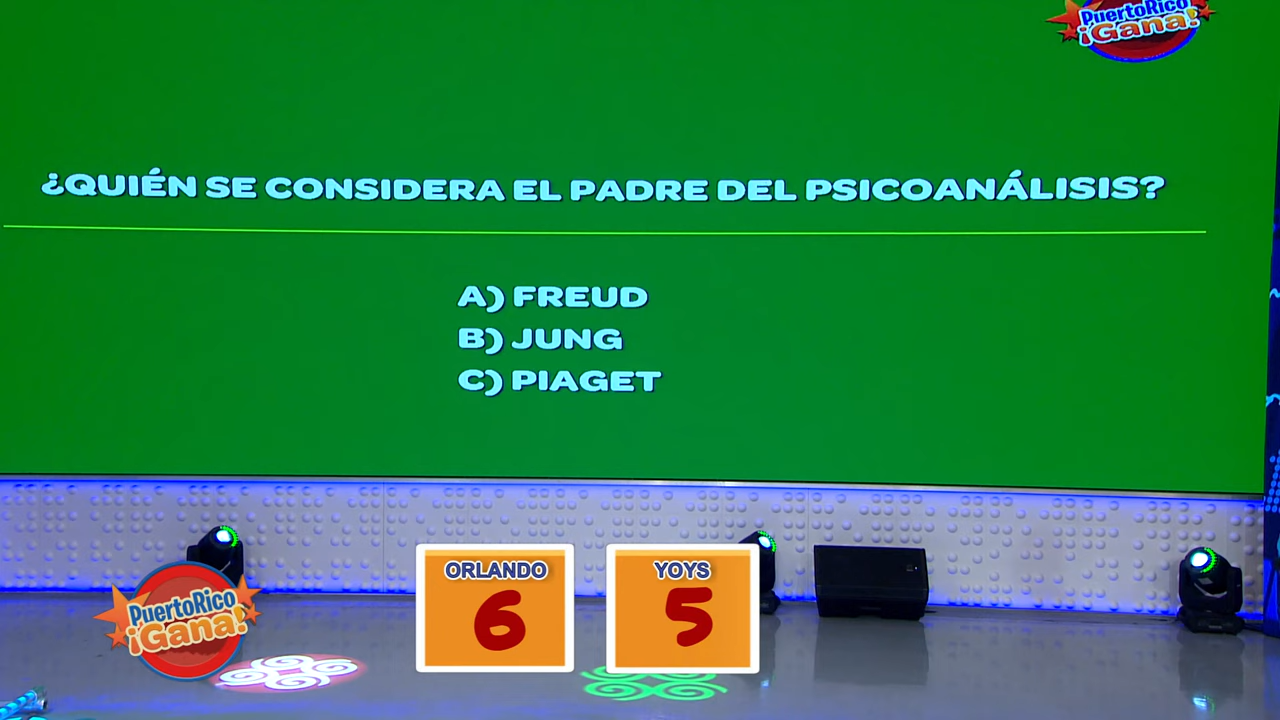 PuertoRico
¡Gana!
¿QUIÉN SE CONSIDERA EL PADRE DEL PSICOANÁLISIS?
A) FREUD
B) JUNG
C) PIAGET
ORLANDO
6
YOYS
5
PuertoRico
¡Gana!